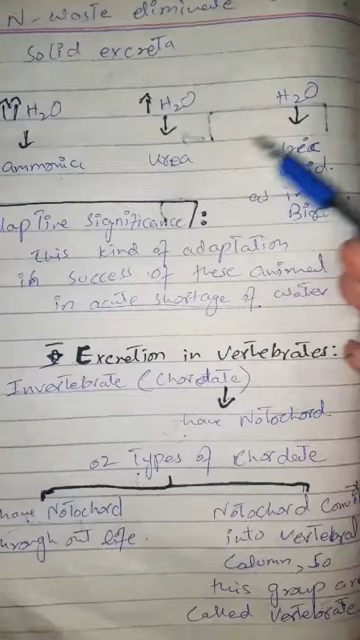 N-waste eliminate
Solid excreta
↑↑ H2O ↑ H2O H2O
↓ ↓ ↓
ammonia urea
Adaptive Significance:
This kind of adaptation
is success of these animal
in acute shortage of water
Excretion in vertebrates:
Invertebrate (Chordate)
↓
have Notochord
02 Types of Chordate
have Notochord
through out life.
Notochord
into vertebral
Column, So
this group are
Called vertebrate